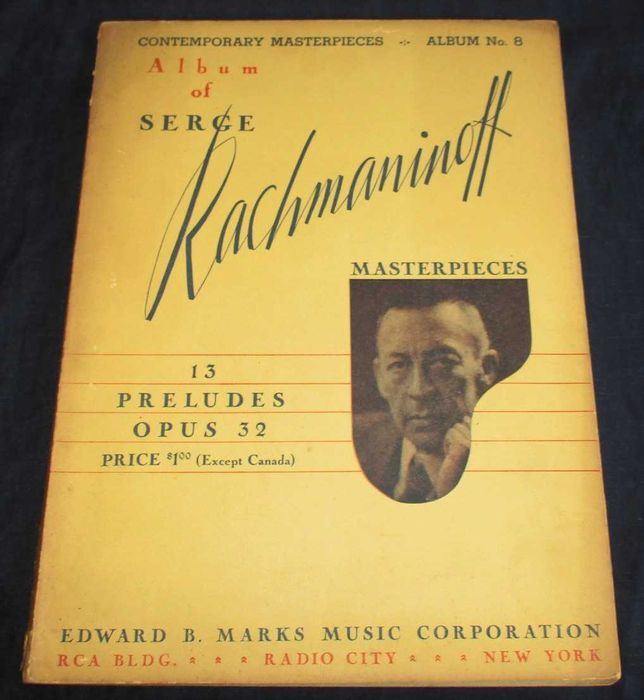 CONTEMPORARY MASTERPIECES ·:· ALBUM No. 8
Album
of
SERGE
Rachmaninoff
MASTERPIECES
13
PRELUDES
OPUS 32
PRICE $1.00 (Except Canada)
EDWARD B. MARKS MUSIC CORPORATION
RCA BLDG. RADIO CITY NEW YORK